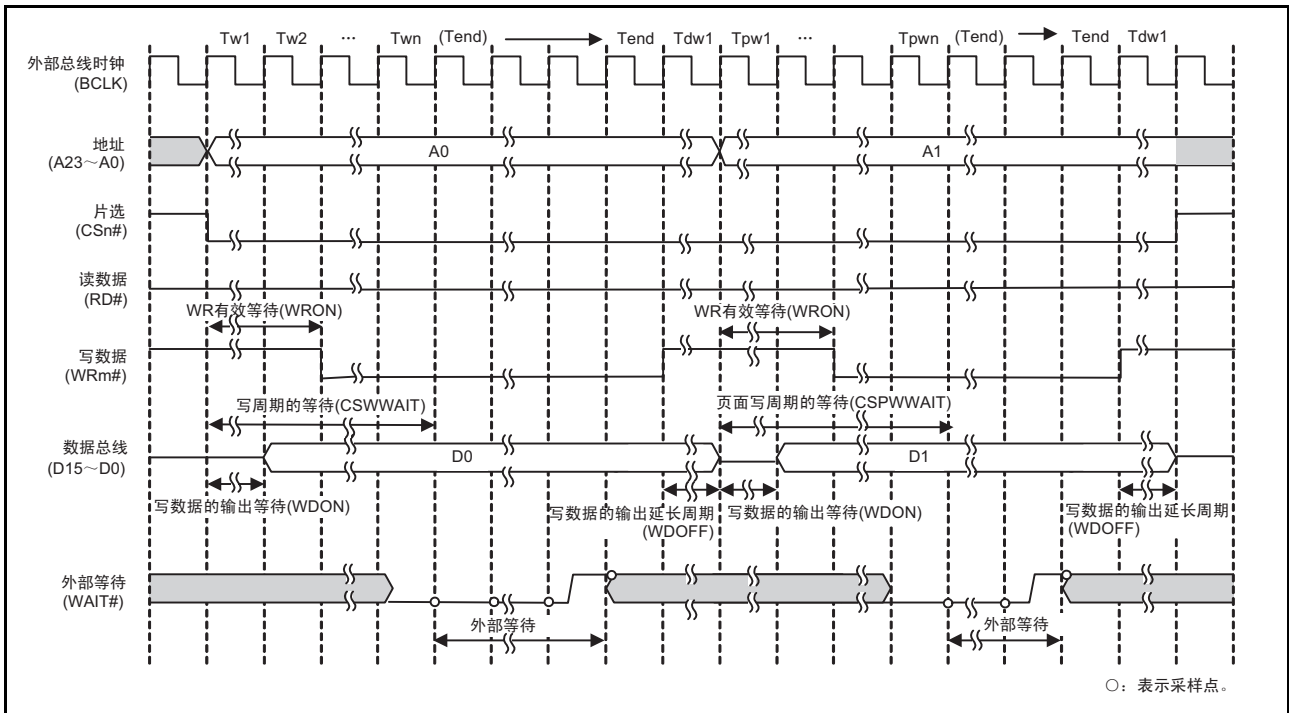 Tw1 Tw2 ... Twn (Tend) Tend Tdw1 Tpw1 ... Tpwn (Tend) Tend Tdw1
外部总线时钟
(BCLK)
地址
(A23～A0)
A0 A1
片选
(CSn#)
读数据
(RD#)
WR有效等待(WRON) WR有效等待(WRON)
写数据
(WRm#)
写周期的等待(CSWWAIT) 页面写周期的等待(CSPWWAIT)
数据总线
(D15～D0)
D0 D1
写数据的输出等待(WDON) 写数据的输出延长周期 写数据的输出等待(WDON) 写数据的输出延长周期
(WDOFF) (WDOFF)
外部等待
(WAIT#)
外部等待 外部等待
○：表示采样点。